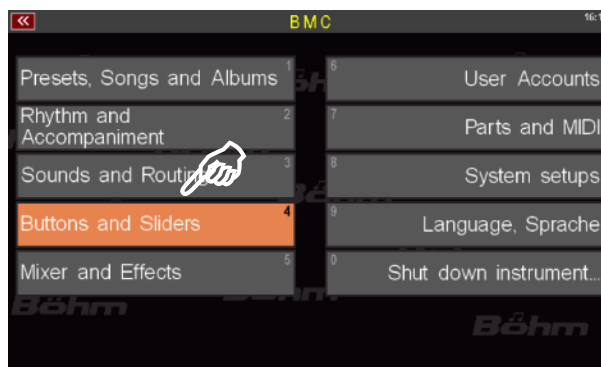 BMC
Presets, Songs and Albums 1
Rhythm and 2
Accompaniment
Sounds and Routing 3
Buttons and Sliders 4
Mixer and Effects 5
6 User Accounts
7 Parts and MIDI
8 System setups
9 Language, Sprache
0 Shut down instrument...
Böhm
Böhm